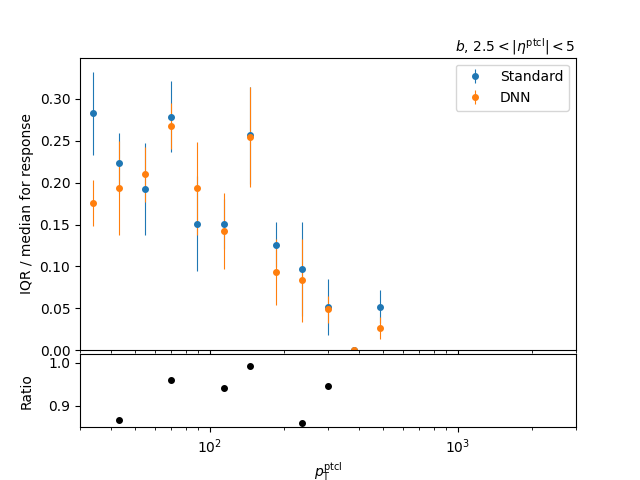 b, 2.5 < |η^ptcl| < 5
Standard
DNN
IQR / median for response
0.30
0.25
0.20
0.15
0.10
0.05
0.00
Ratio
1.0
0.9
10^2
10^3
p_T^ptcl